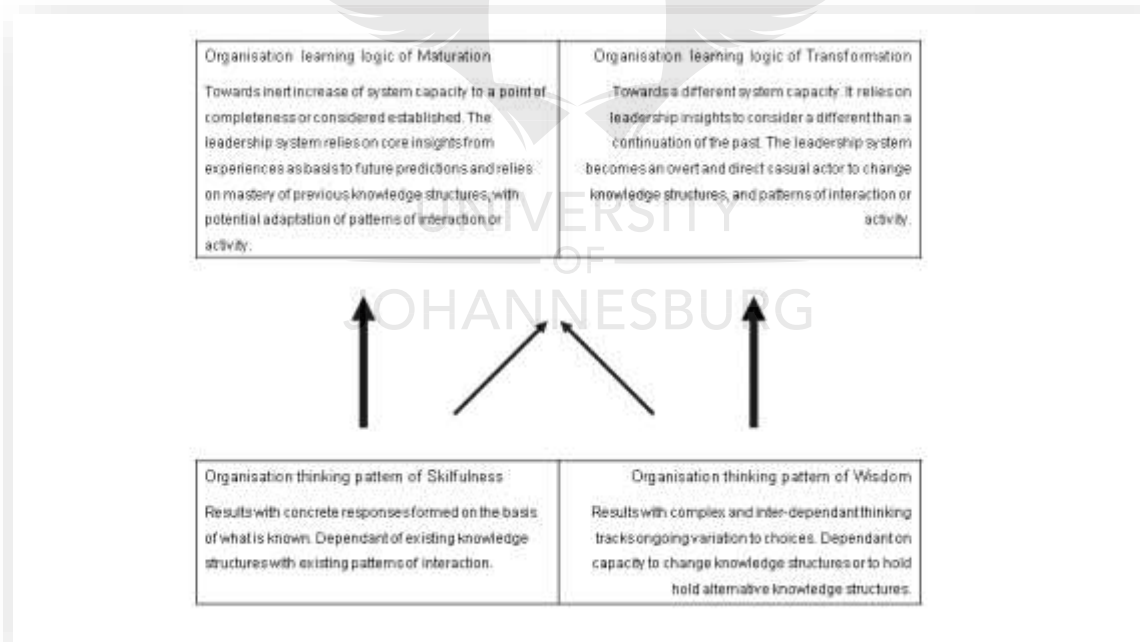 Organisation learning logic of Maturation
Towards inert increase of system capacity to a point of
completeness or considered established. The
leadership system relies on core insights from
experiences as basis to future predictions and relies
on mastery of previous knowledge structures, with
potential adaptation of patterns of interaction or
activity.
Organisation learning logic of Transformation
Towards a different system capacity. It relies on
leadership insights to consider a different than a
continuation of the past. The leadership system
becomes an overt and direct casual actor to change
knowledge structures, and patterns of interaction or
activity.
UNIVERSITY
OF
JOHANNESBURG
Organisation thinking pattern of Skilfulness
Results with concrete responses formed on the basis
of what is known. Dependant of existing knowledge
structures with existing patterns of interaction.
Organisation thinking pattern of Wisdom
Results with complex and inter-dependant thinking
tracks ongoing variation to choices. Dependant on
capacity to change knowledge structures or to hold
hold alternative knowledge structures.